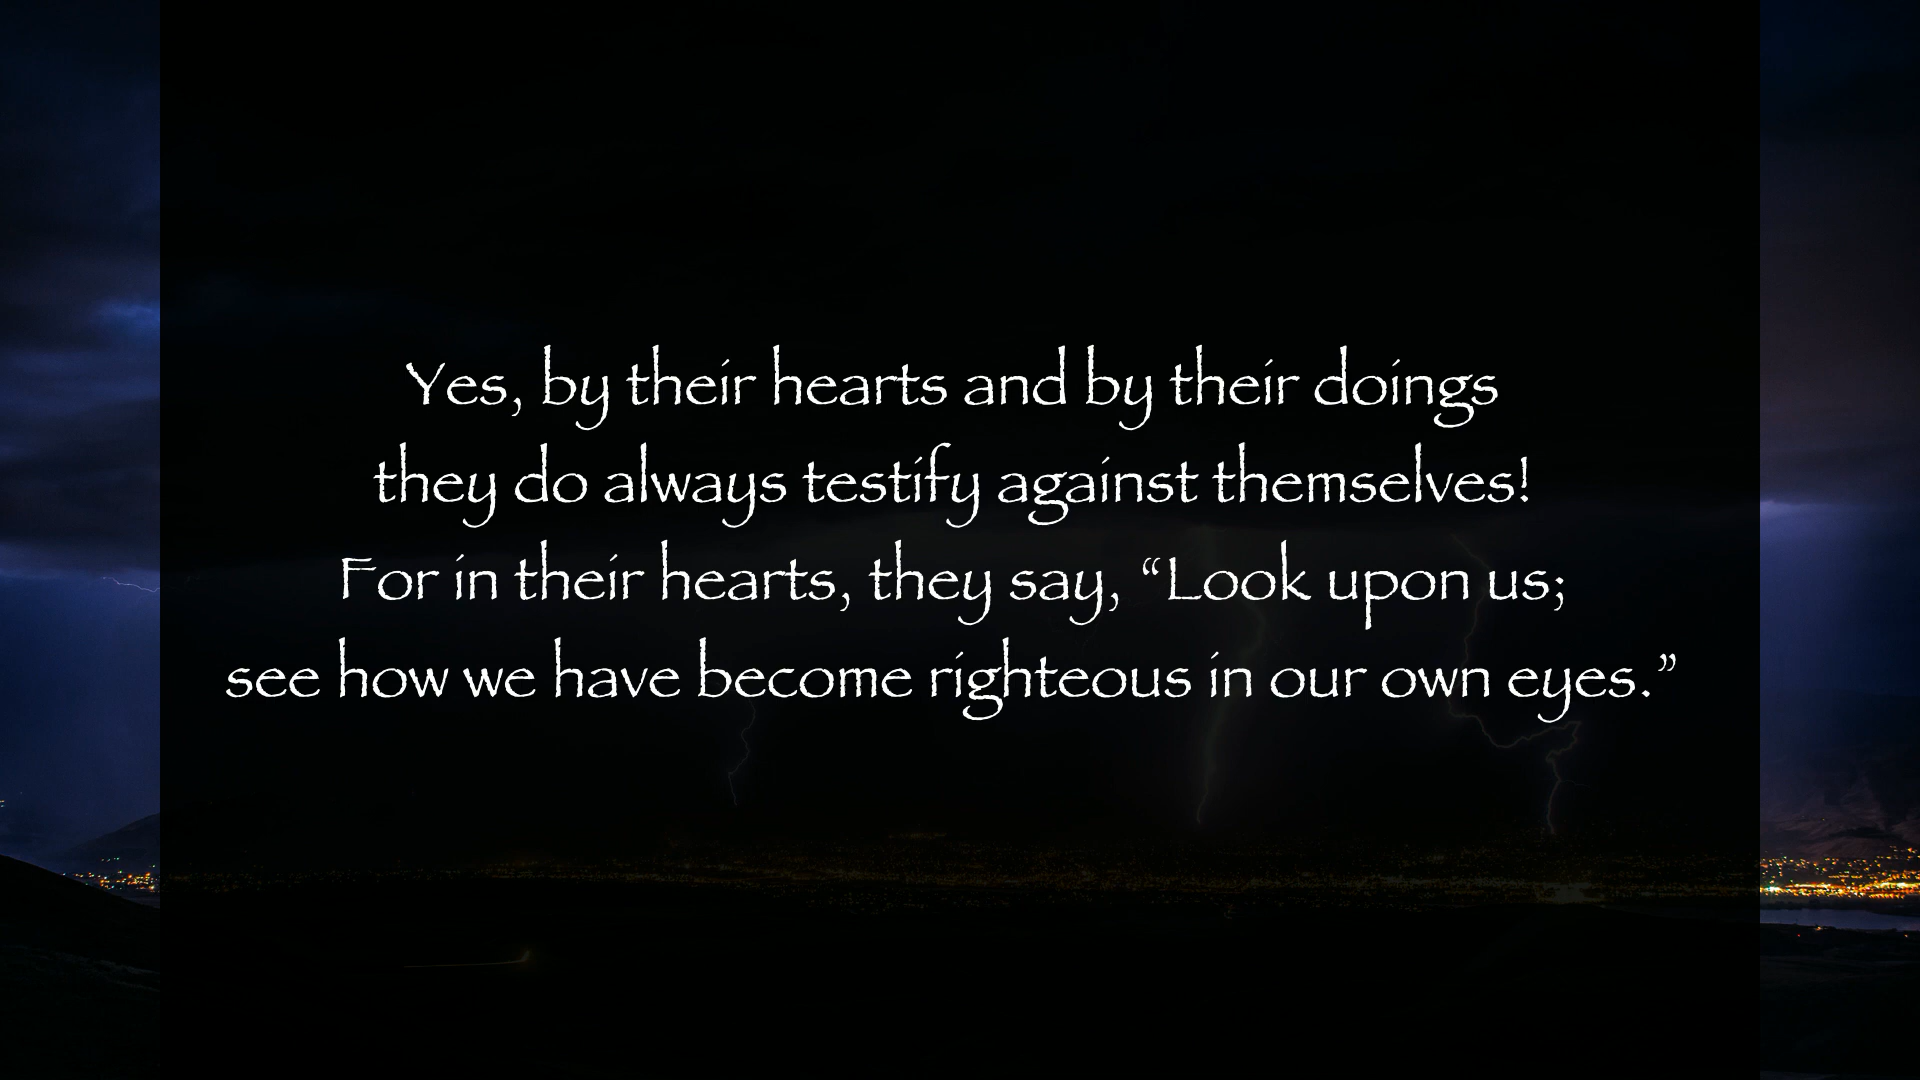 Yes, by their hearts and by their doings
they do always testify against themselves!
For in their hearts, they say, “Look upon us;
see how we have become righteous in our own eyes.”